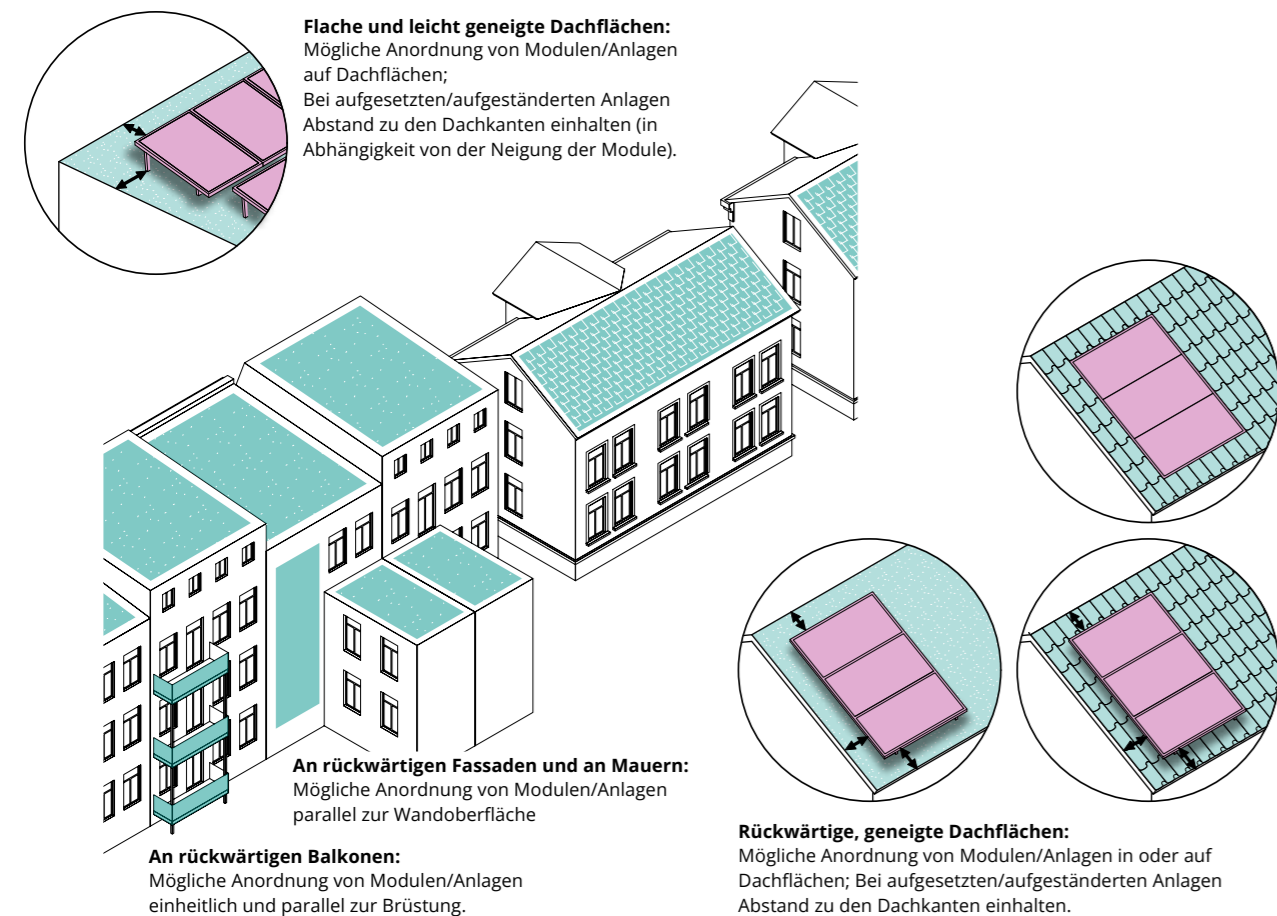 Flache und leicht geneigte Dachflächen:
Mögliche Anordnung von Modulen/Anlagen
auf Dachflächen;
Bei aufgesetzten/aufgeständerten Anlagen
Abstand zu den Dachkanten einhalten (in
Abhängigkeit von der Neigung der Module).
An rückwärtigen Fassaden und an Mauern:
Mögliche Anordnung von Modulen/Anlagen
parallel zur Wandoberfläche
An rückwärtigen Balkonen:
Mögliche Anordnung von Modulen/Anlagen
einheitlich und parallel zur Brüstung.
Rückwärtige, geneigte Dachflächen:
Mögliche Anordnung von Modulen/Anlagen in oder auf
Dachflächen; Bei aufgesetzten/aufgeständerten Anlagen
Abstand zu den Dachkanten einhalten.